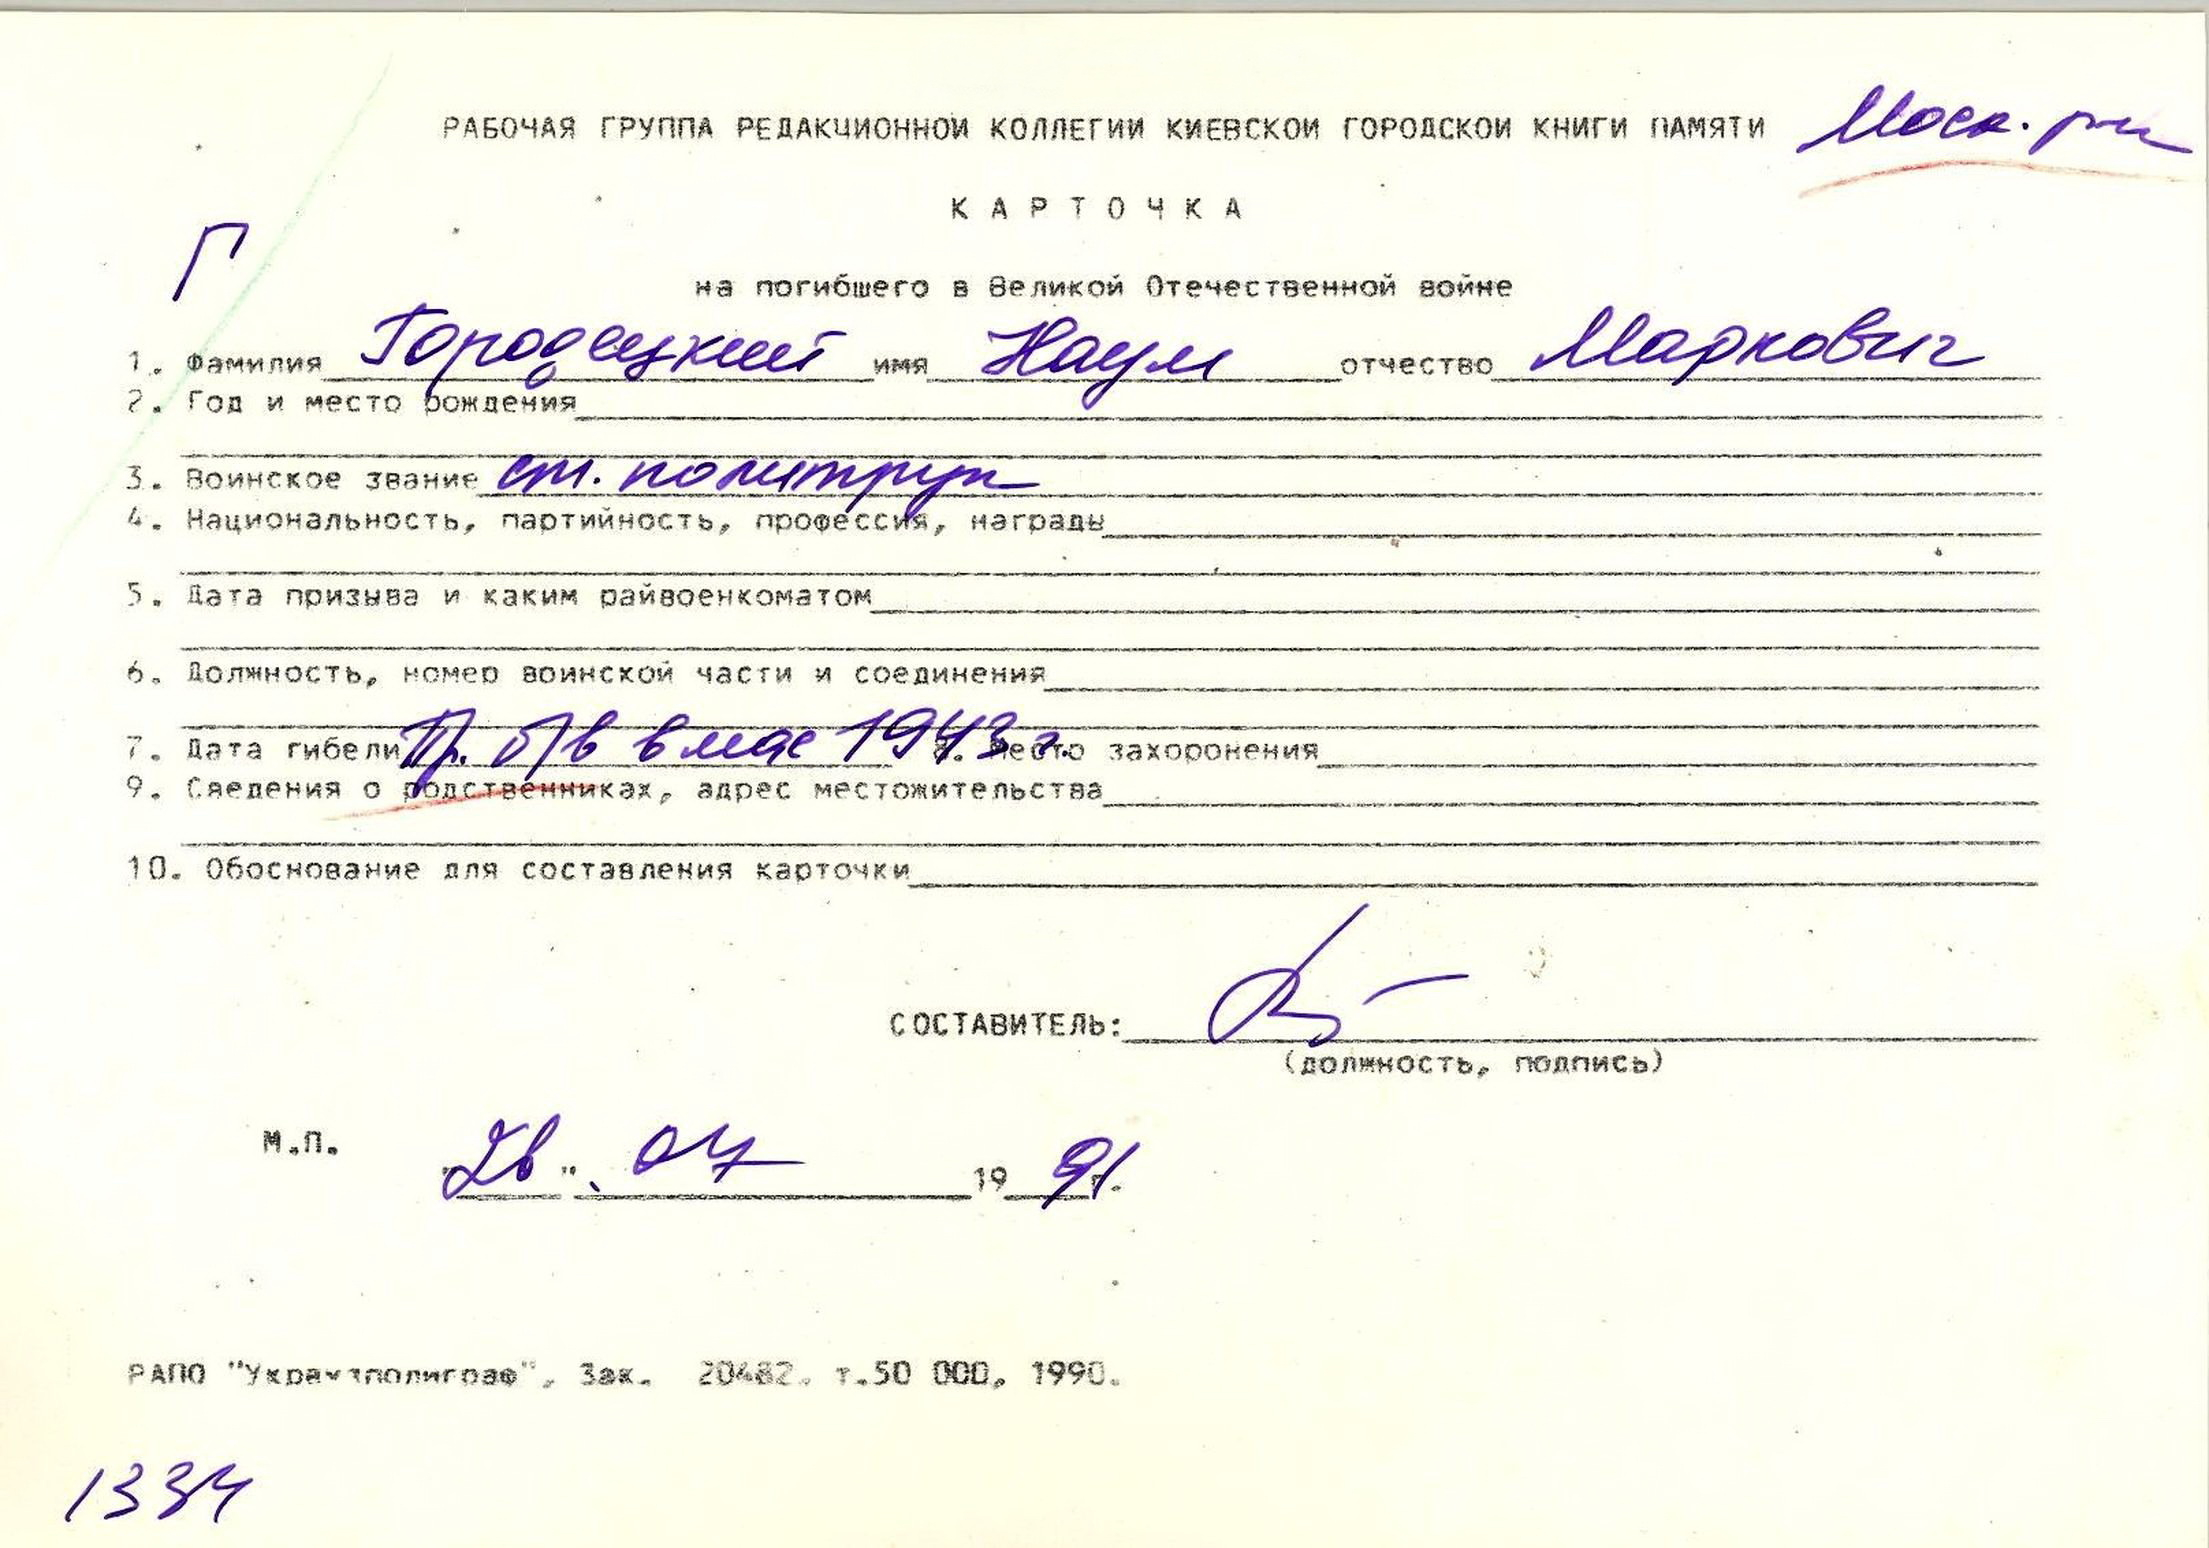 РАБОЧАЯ ГРУППА РЕДАКЦИОННОЙ КОЛЛЕГИИ КИЕВСКОЙ ГОРОДСКОЙ КНИГИ ПАМЯТИ Моск. р-н
КАРТОЧКА
Г
на погибшего в Великой Отечественной войне
1. Фамилия Городецкий имя Наум отчество Маркович
2. Год и место рождения
3. Воинское звание ст. политрук
4. Национальность, партийность, профессия, награды
5. Дата призыва и каким райвоенкоматом
6. Должность, номер воинской части и соединения
7. Дата гибели Пр. б/в в мае 1943 г. 8. Место захоронения
9. Сведения о родственниках, адрес местожительства
10. Обоснование для составления карточки
СОСТАВИТЕЛЬ:
(должность, подпись)
М.П. "26". 04 1991г.
РАПО "Укрвузполиграф", Зак. 20482. т.50 000, 1990.
1334